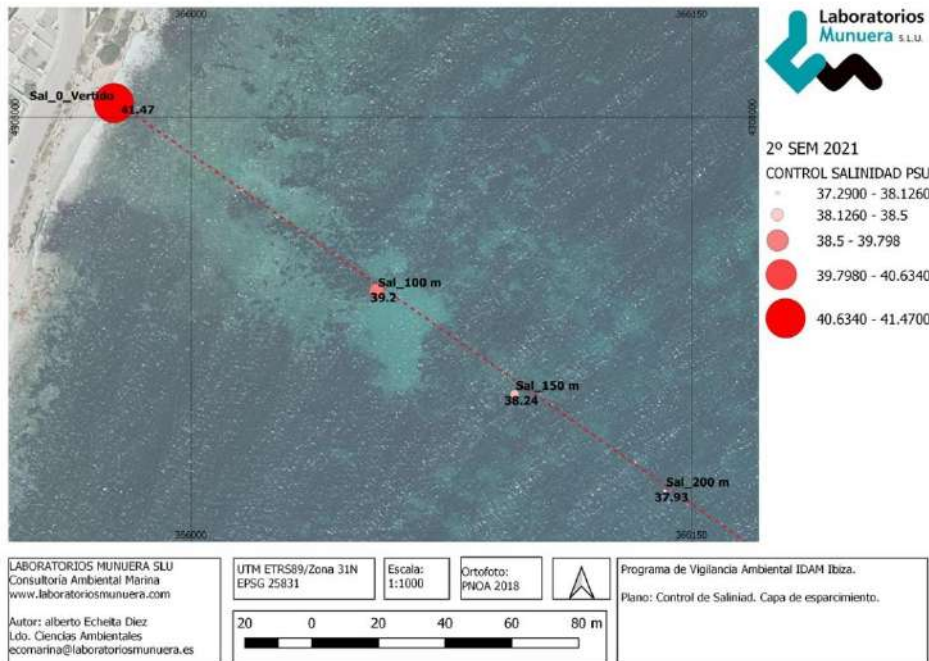 366000
366150
Laboratorios
Munuera S.L.U.
Sal_0_Vertido
41.47
4301000
4301000
2º SEM 2021
CONTROL SALINIDAD PSU
37.2900 - 38.1260
38.1260 - 38.5
38.5 - 39.798
39.7980 - 40.6340
40.6340 - 41.4700
Sal_100 m
39.2
Sal_150 m
38.24
Sal_200 m
37.93
366000
366150
LABORATORIOS MUNUERA SLU
Consultoría Ambiental Marina
www.laboratoriosmunuera.com
Autor: alberto Echeita Diez
Ldo. Ciencias Ambientales
ecomarina@laboratoriosmunuera.es
UTM ETRS89/Zona 31N
EPSG 25831
Escala:
1:1000
Ortofoto:
PNOA 2018
20 0 20 40 60 80 m
Programa de Vigilancia Ambiental IDAM Ibiza.
Plano: Control de Saliniad. Capa de esparcimiento.